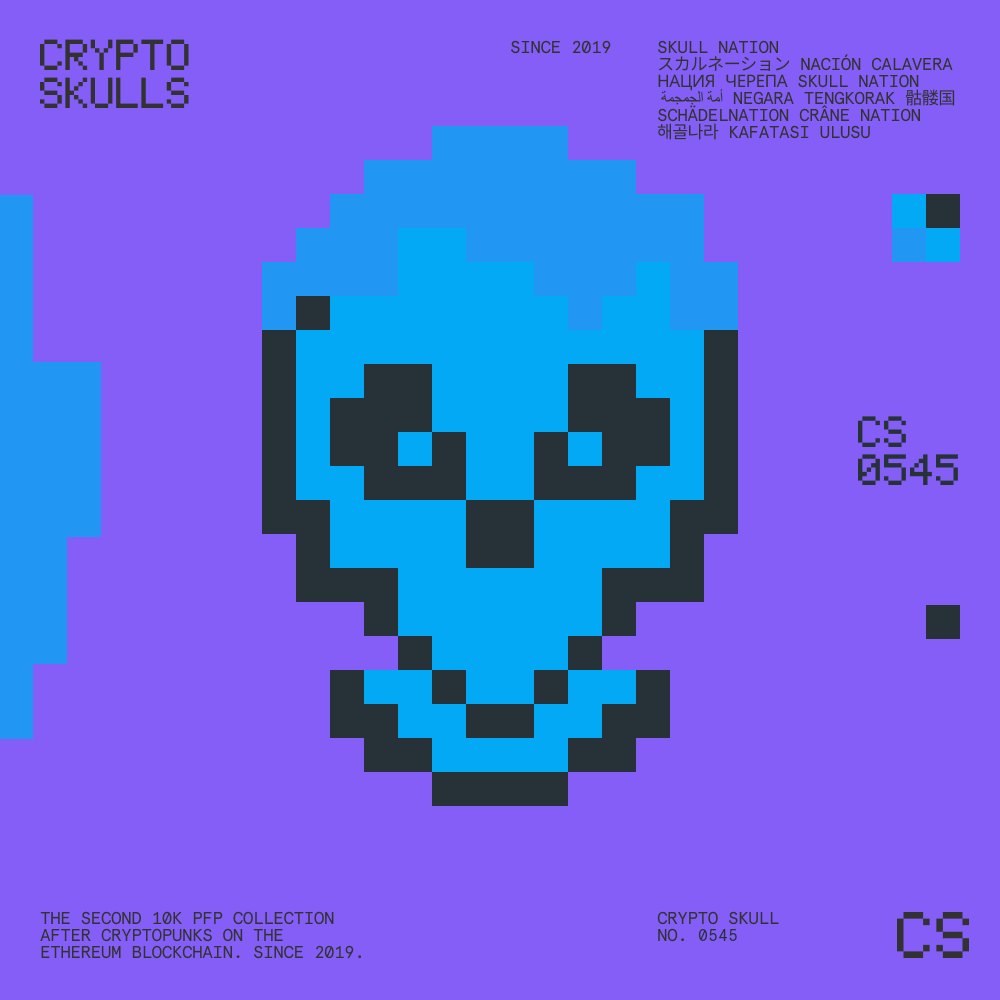 CRYPTO
SKULLS
SINCE 2019
SKULL NATION
スカルネーション NACIÓN CALAVERA
НАЦИЯ ЧЕРЕПА SKULL NATION
أمة الجمجمة NEGARA TENGKORAK 骷髅国
SCHÄDELNATION CRÂNE NATION
해골나라 KAFATASI ULUSU
CS
0545
THE SECOND 10K PFP COLLECTION
AFTER CRYPTOPUNKS ON THE
ETHEREUM BLOCKCHAIN. SINCE 2019.
CRYPTO SKULL
NO. 0545
CS